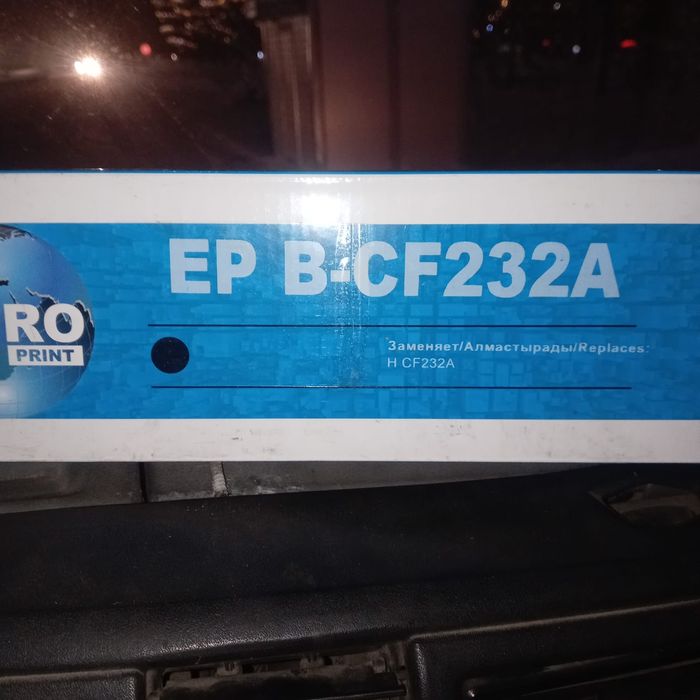 EP B-CF232A
RO
PRINT
Заменяет/Алмастырады/Replaces:
H CF232A